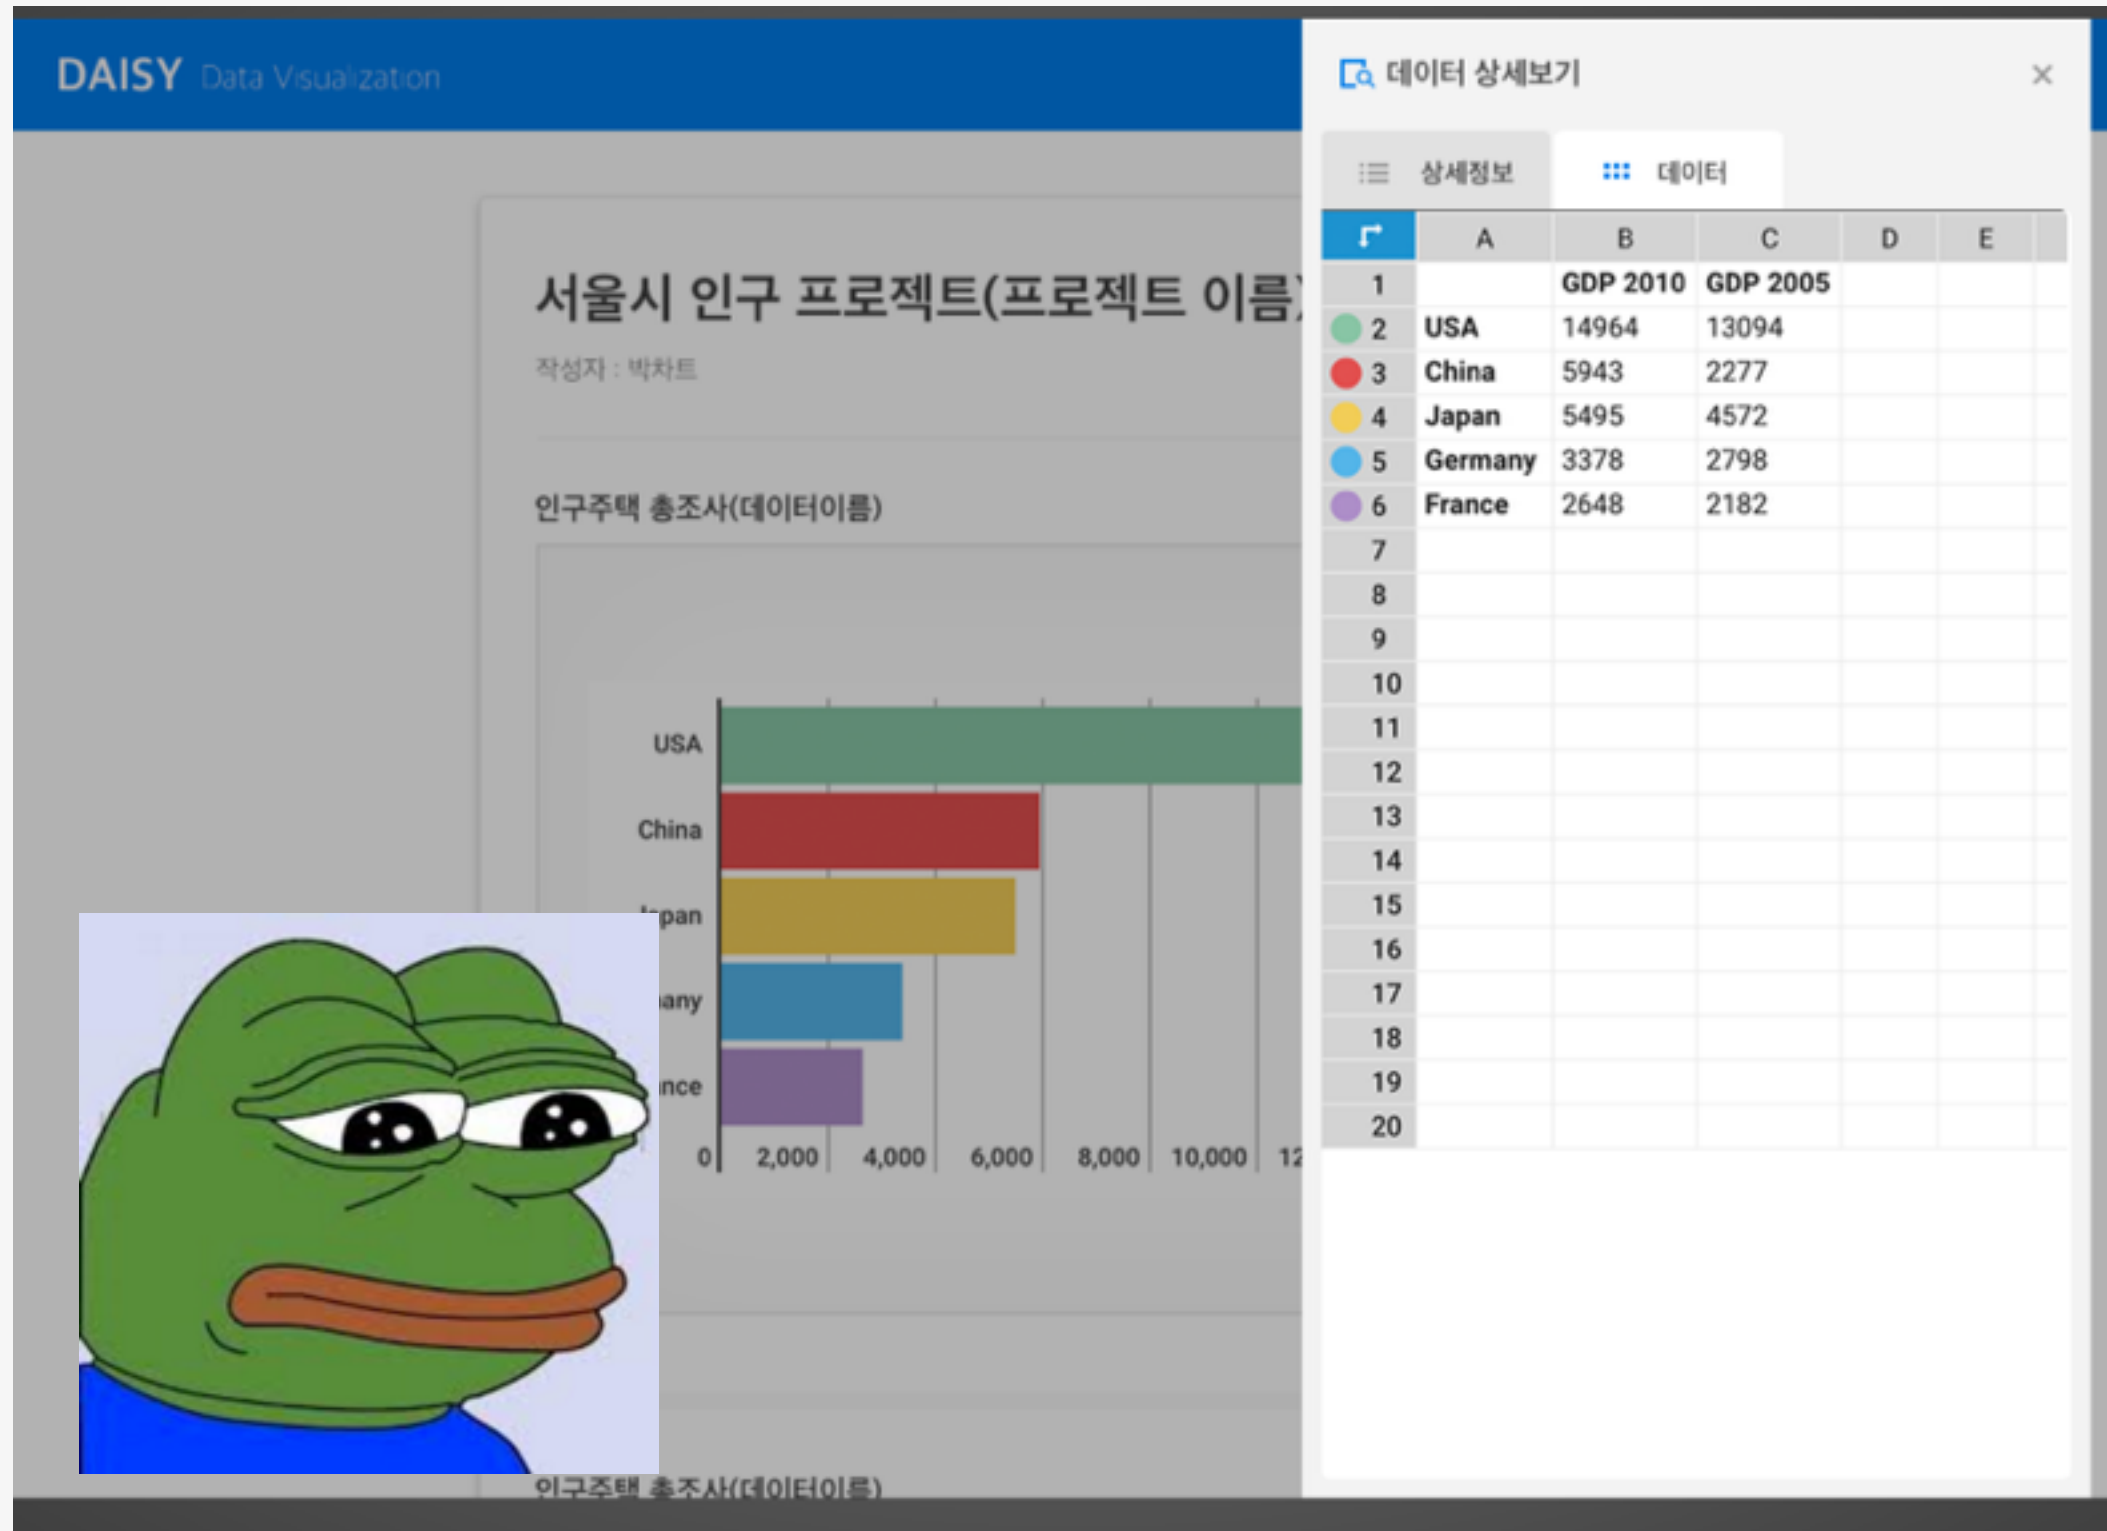 DAISY Data Visualization
서울시 인구 프로젝트(프로젝트 이름)
작성자 : 박차트
인구주택 총조사(데이터이름)
USA
China
0 2,000 4,000 6,000 8,000 10,000
인구주택 총조사(데이터이름)
데이터 상세보기
상세정보 데이터
A B C D E
1 GDP 2010 GDP 2005
2 USA 14964 13094
3 China 5943 2277
4 Japan 5495 4572
5 Germany 3378 2798
6 France 2648 2182
7
8
9
10
11
12
13
14
15
16
17
18
19
20